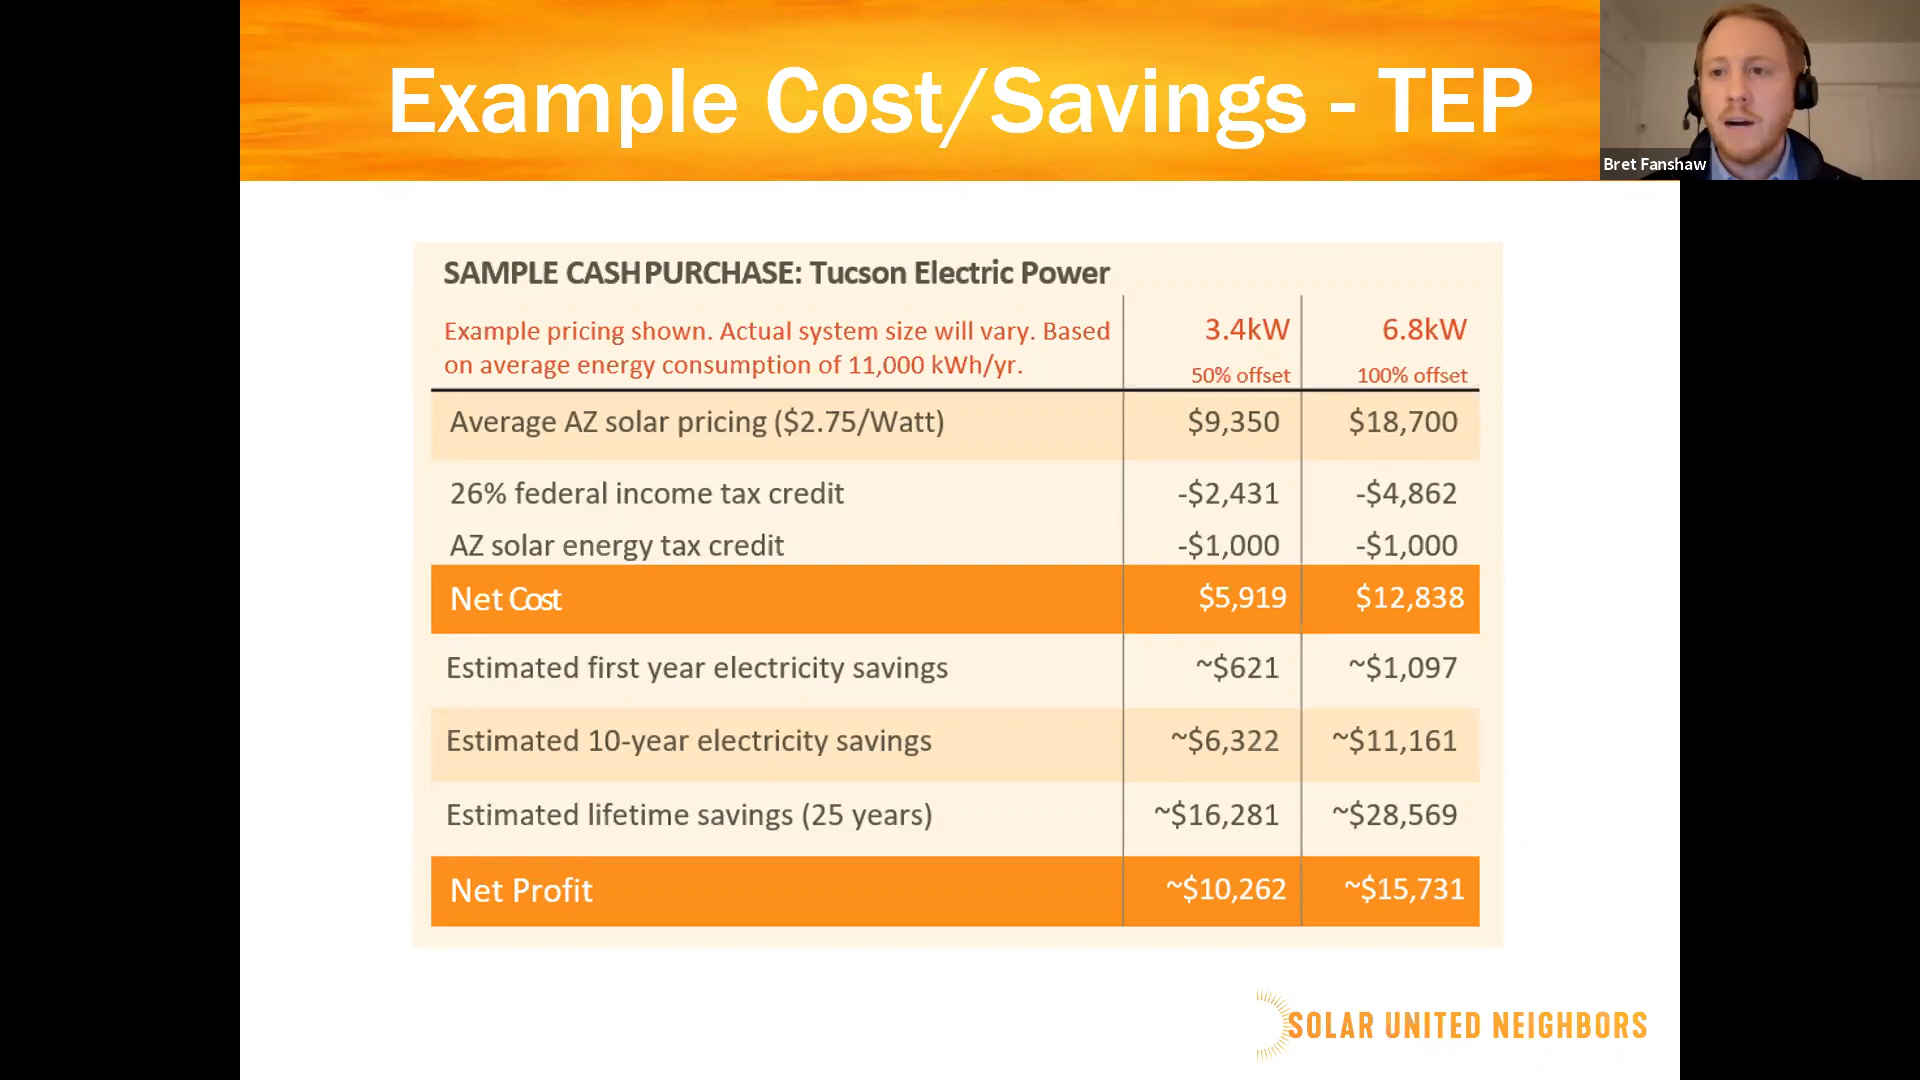 Example Cost/Savings - TEP
Bret Fanshaw
SAMPLE CASH PURCHASE: Tucson Electric Power
Example pricing shown. Actual system size will vary. Based
on average energy consumption of 11,000 kWh/yr.
3.4kW 6.8kW
50% offset 100% offset
Average AZ solar pricing ($2.75/Watt) $9,350 $18,700
26% federal income tax credit -$2,431 -$4,862
AZ solar energy tax credit -$1,000 -$1,000
Net Cost $5,919 $12,838
Estimated first year electricity savings ~$621 ~$1,097
Estimated 10-year electricity savings ~$6,322 ~$11,161
Estimated lifetime savings (25 years) ~$16,281 ~$28,569
Net Profit ~$10,262 ~$15,731
SOLAR UNITED NEIGHBORS